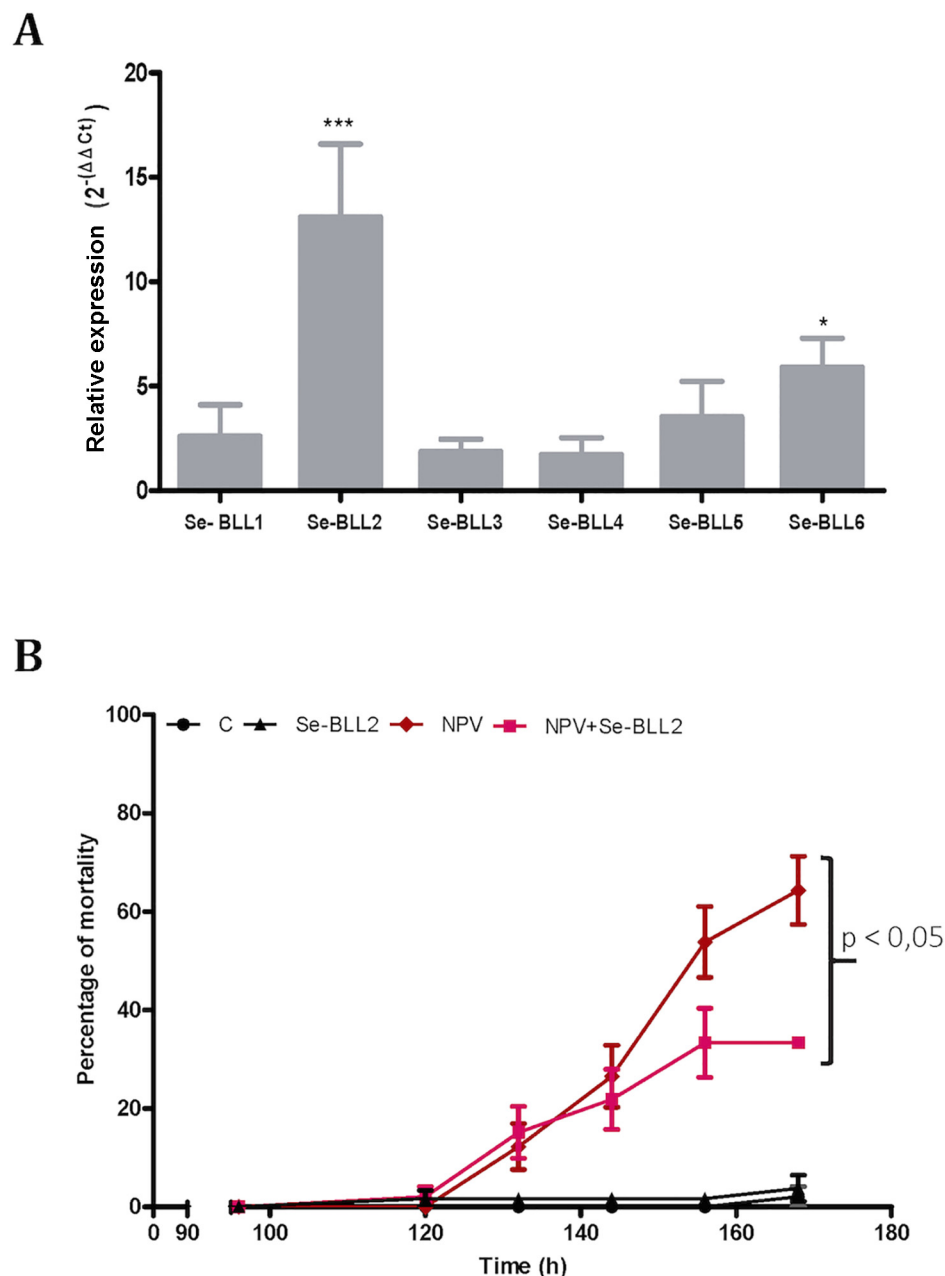 A
Relative expression (2^-(ΔΔCt))
20
15
10
5
0
***
*
Se- BLL1 Se-BLL2 Se-BLL3 Se-BLL4 Se-BLL5 Se-BLL6
B
Percentage of mortality
100
80
60
40
20
0
C Se-BLL2 NPV NPV+Se-BLL2
p < 0,05
0 90 100 120 140 160 180
Time (h)